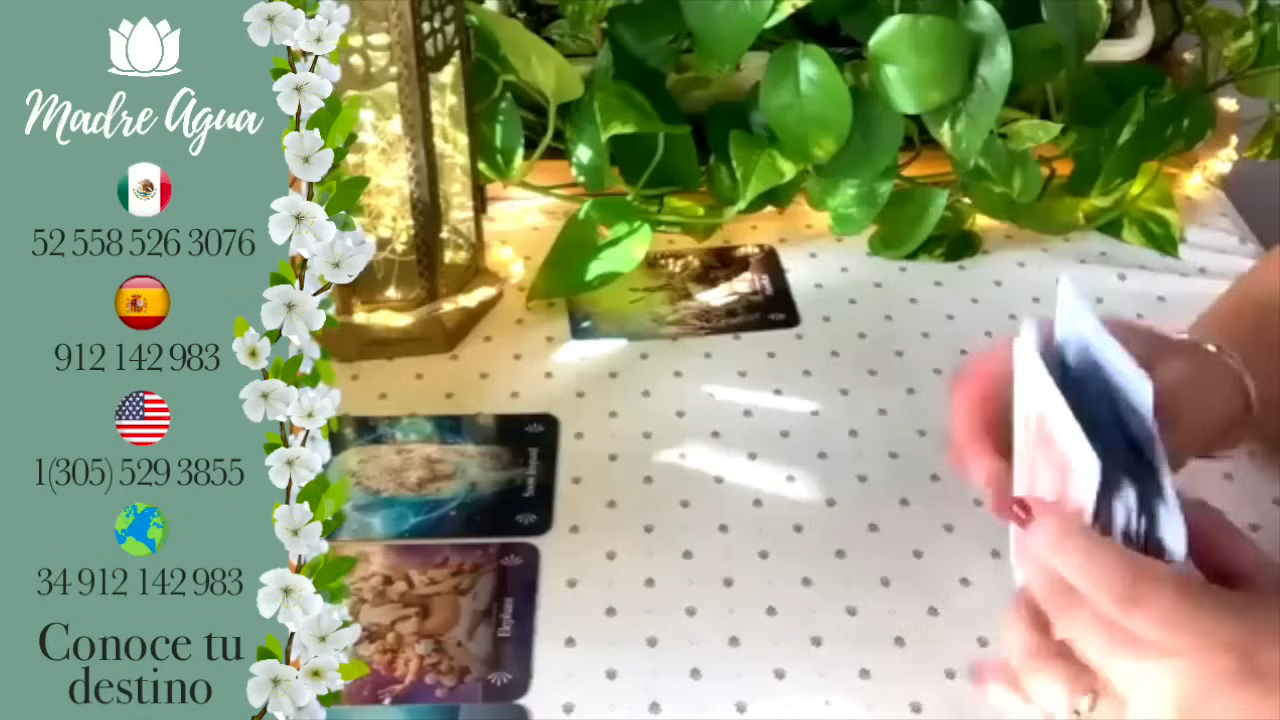 Madre Agua
52 558 526 3076
912 142 983
1(305) 529 3855
34 912 142 983
Conoce tu
destino